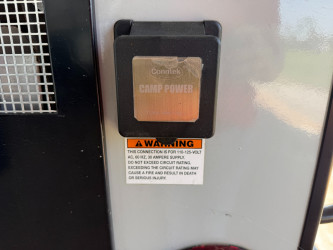 Conntek
CAMP POWER
WARNING
THIS CONNECTION IS FOR 110-125-VOLT
AC, 60 HZ, 30 AMPERE SUPPLY.
DO NOT EXCEED CIRCUIT RATING.
EXCEEDING THE CIRCUIT RATING MAY
CAUSE A FIRE AND RESULT IN DEATH
OR SERIOUS INJURY.